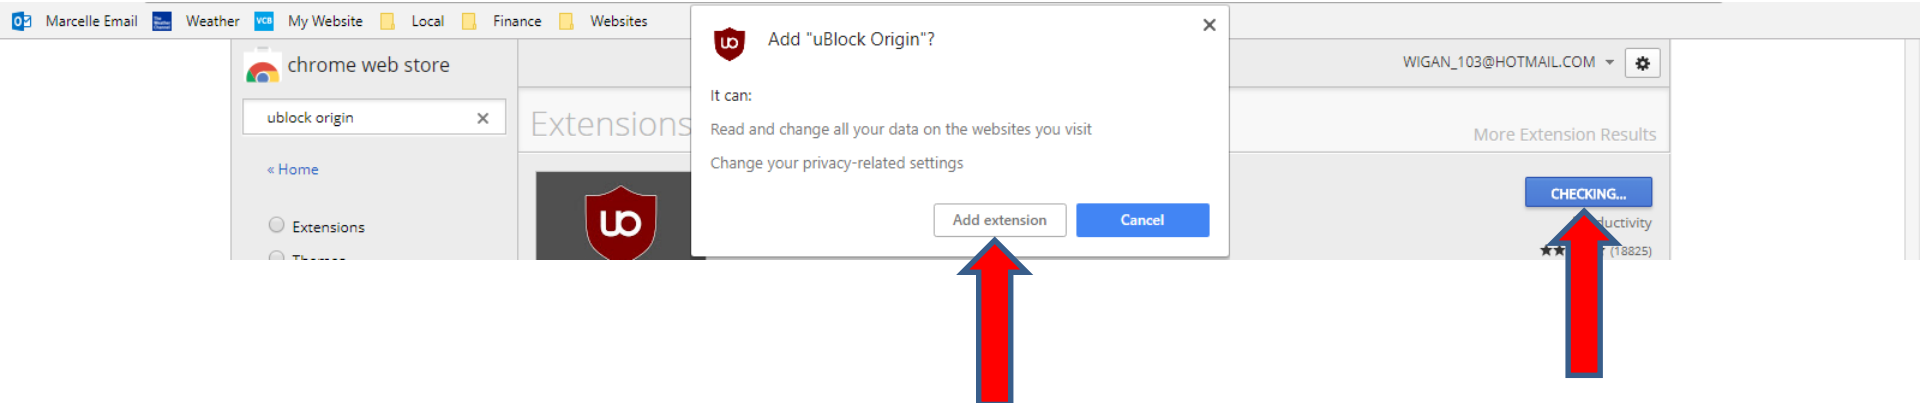 Marcelle Email Weather My Website Local Finance Websites
chrome web store
ublock origin
« Home
Extensions
Themes
Extensions
uo
Add "uBlock Origin"?
It can:
Read and change all your data on the websites you visit
Change your privacy-related settings
Add extension Cancel
WIGAN_103@HOTMAIL.COM
More Extension Results
CHECKING...
(18825)